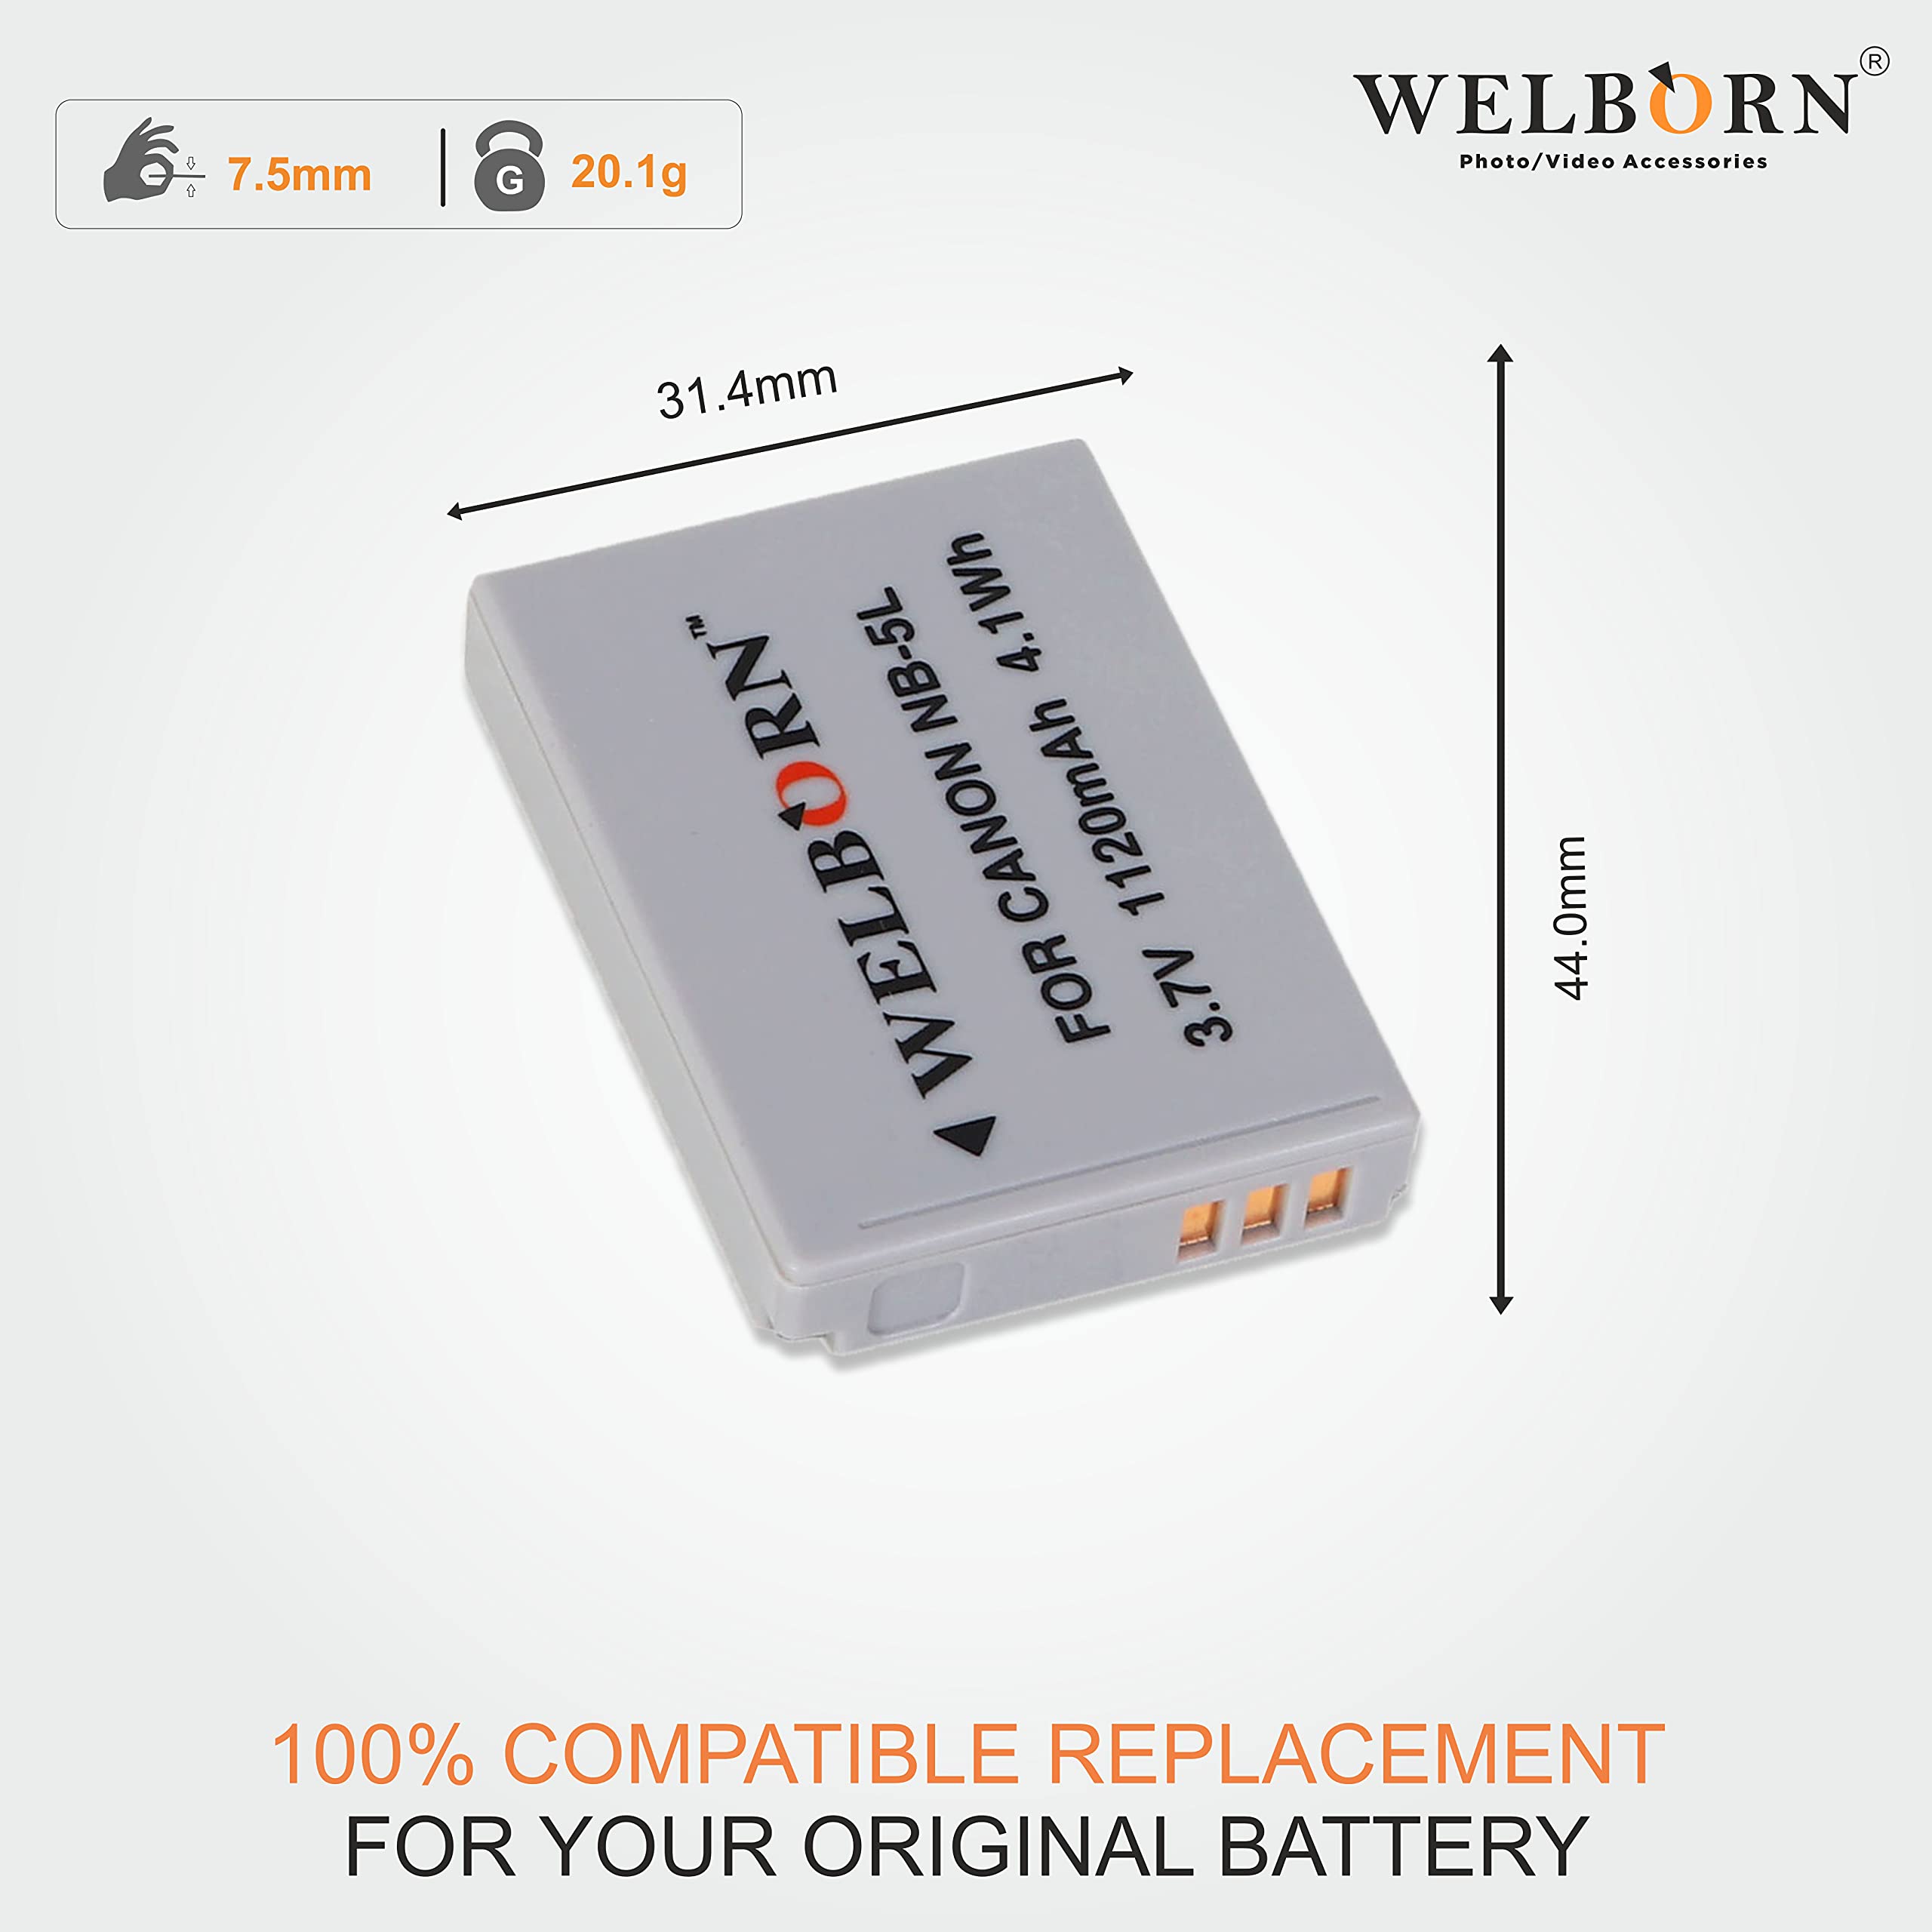 7.5mm
G
20.1g
WELBORN®
Photo/Video Accessories
31.4mm
44.0mm
WELBORN™
FOR CANON NB-5L
3.7V 1120mAh 4.1Wh
100% COMPATIBLE REPLACEMENT
FOR YOUR ORIGINAL BATTERY